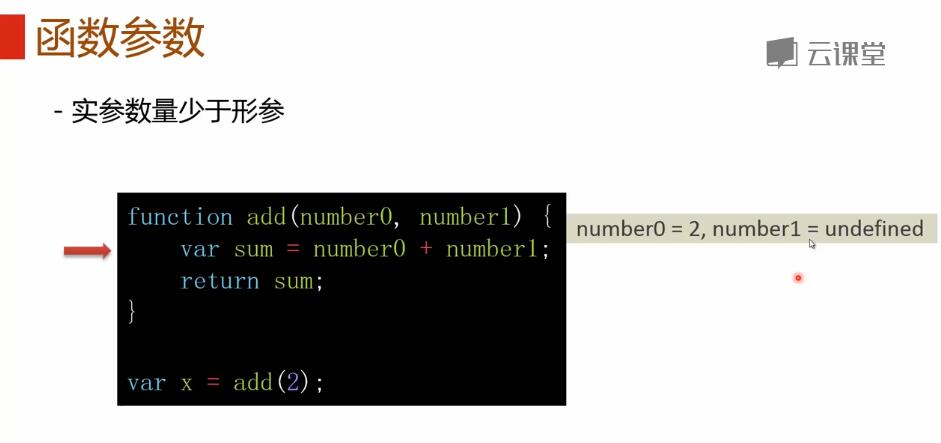 函数参数
云课堂
- 实参数量少于形参
function add(number0, number1) {
var sum = number0 + number1;
return sum;
}
var x = add(2);
number0 = 2, number1 = undefined